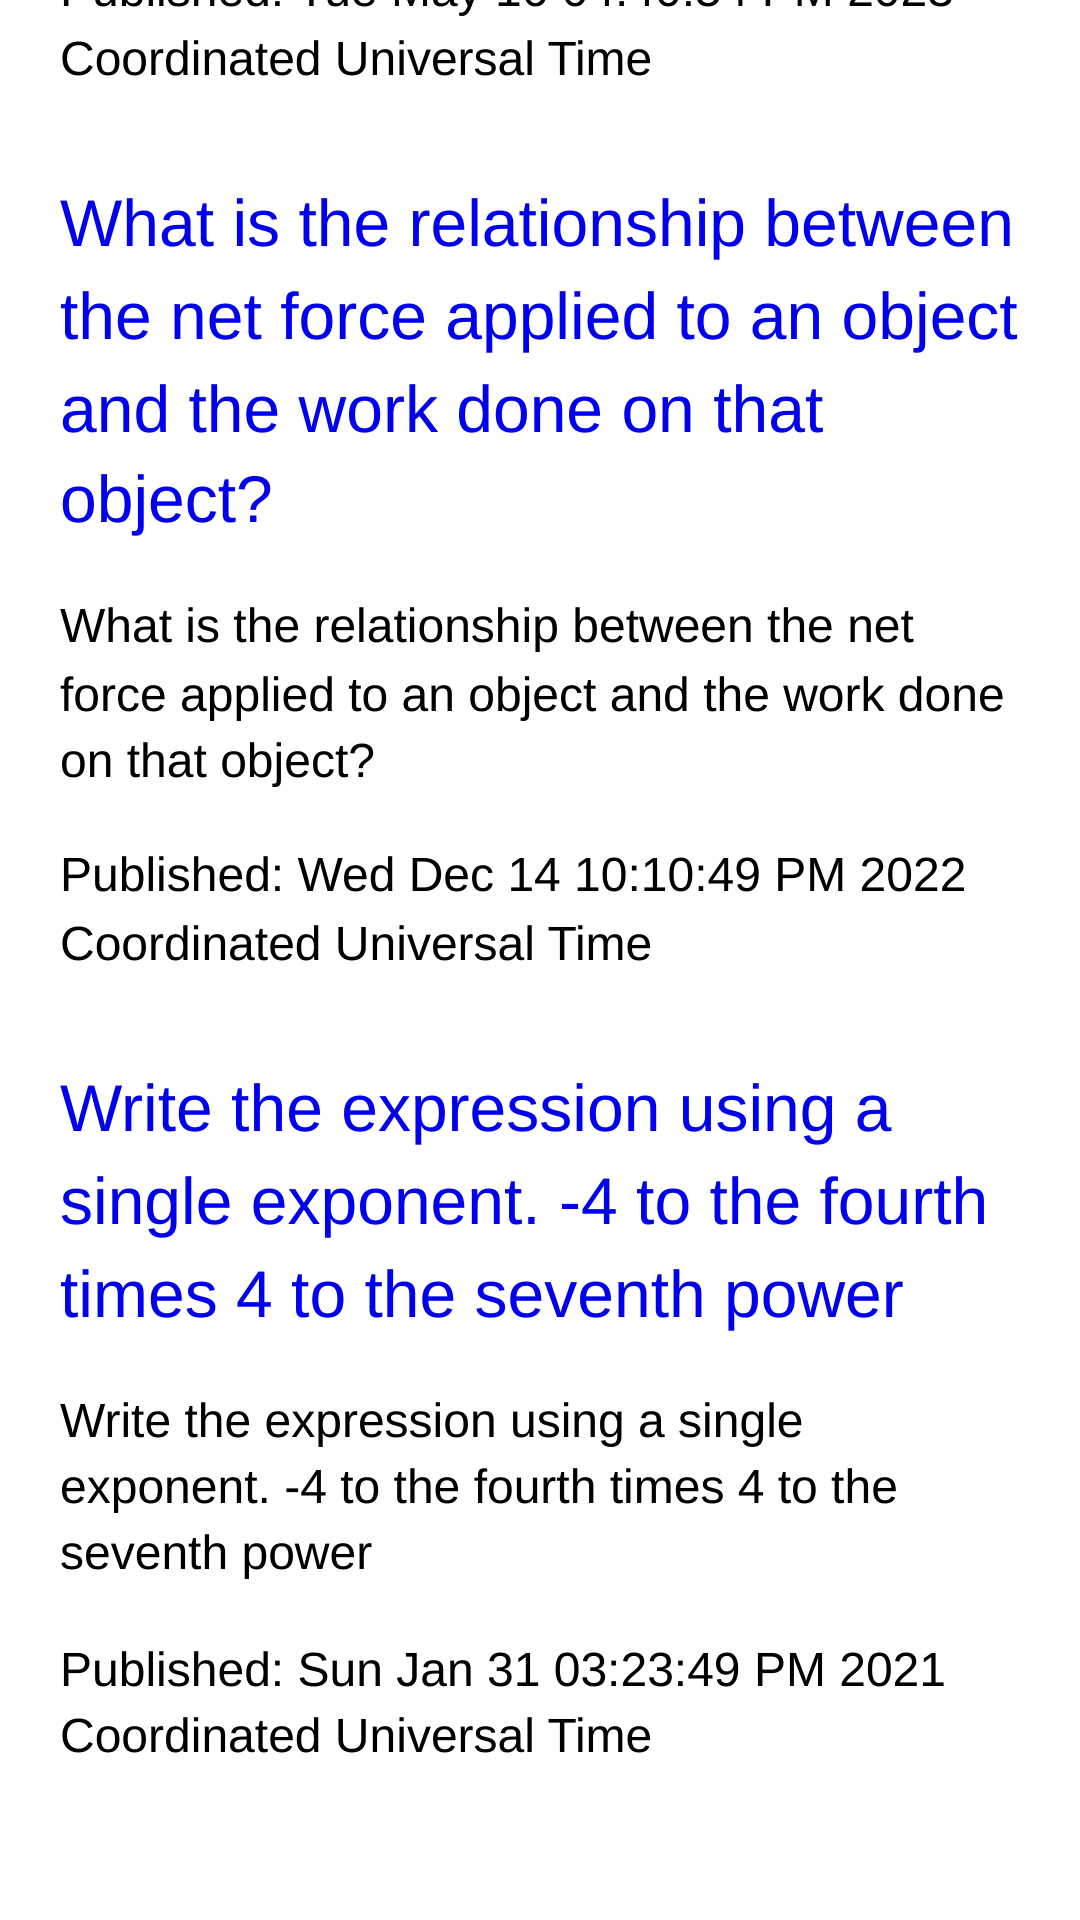 Coordinated Universal Time
What is the relationship between
the net force applied to an object
and the work done on that
object?
What is the relationship between the net
force applied to an object and the work done
on that object?
Published: Wed Dec 14 10:10:49 PM 2022
Coordinated Universal Time
Write the expression using a
single exponent. -4 to the fourth
times 4 to the seventh power
Write the expression using a single
exponent. -4 to the fourth times 4 to the
seventh power
Published: Sun Jan 31 03:23:49 PM 2021
Coordinated Universal Time